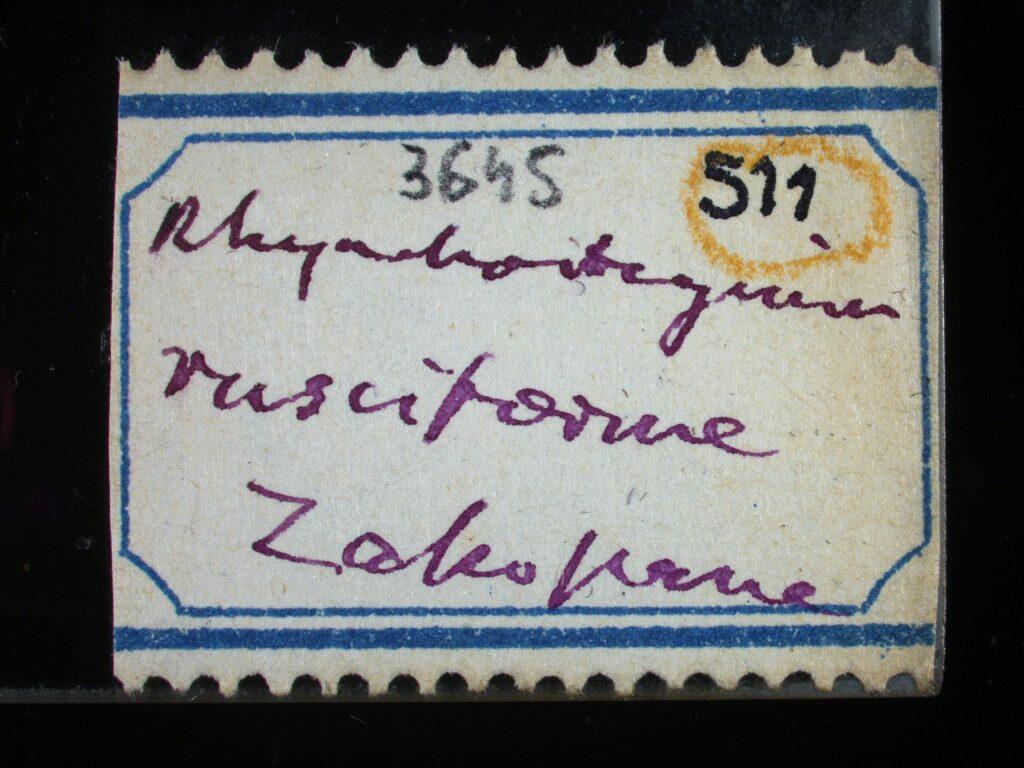 3645 511
Rhynchostegium
rusciforme
Zakopane